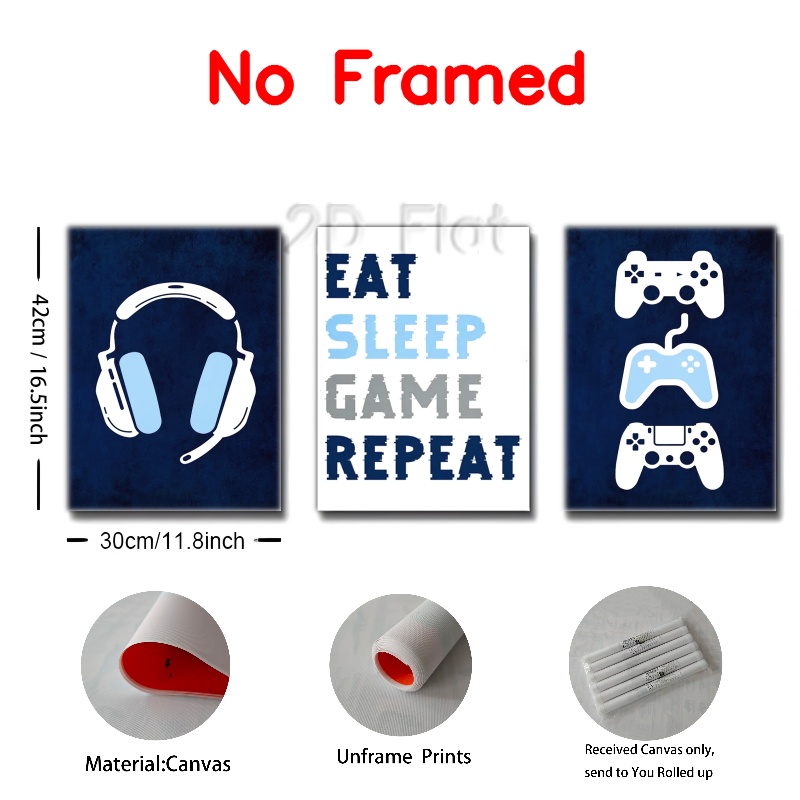 No Framed
2D Flat
EAT
SLEEP
GAME
REPEAT
42cm / 16.5inch
30cm/11.8inch
Material:Canvas
Unframe Prints
Received Canvas only,
send to You Rolled up